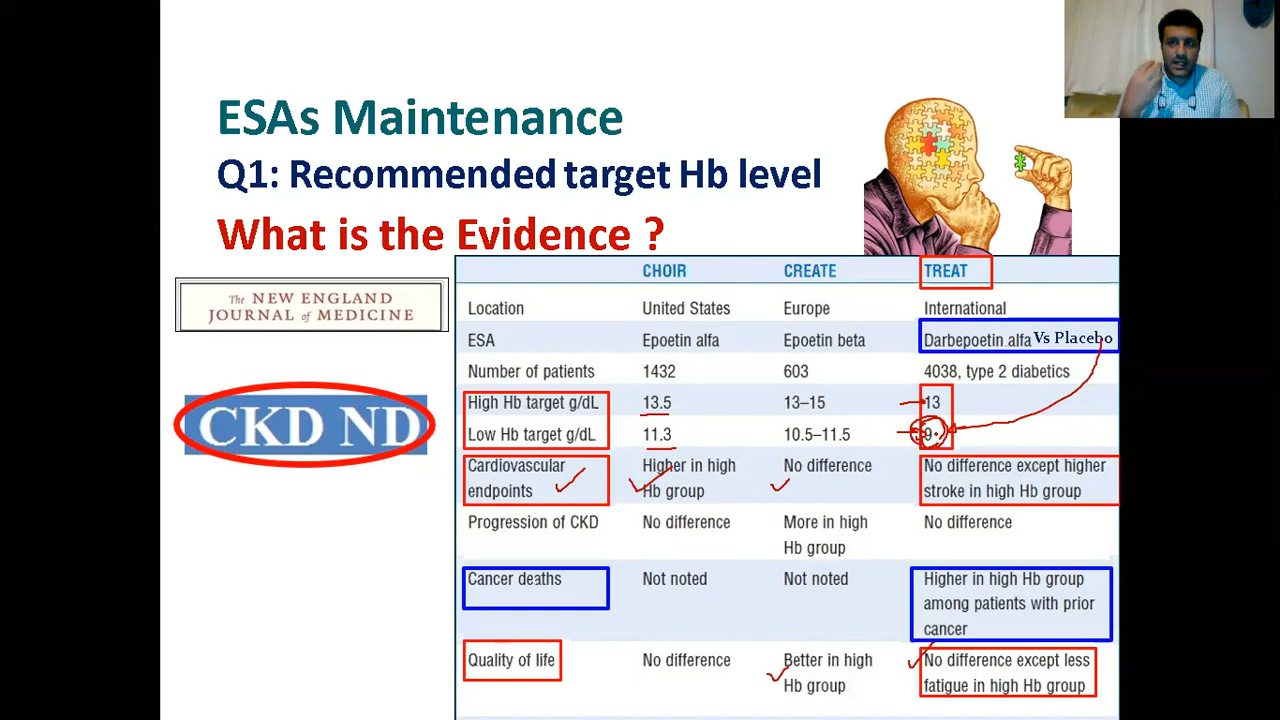 ESAs Maintenance
Q1: Recommended target Hb level
What is the Evidence ?
The NEW ENGLAND
JOURNAL of MEDICINE
CKD ND
CHOIR CREATE TREAT
Location United States Europe International
ESA Epoetin alfa Epoetin beta Darbepoetin alfa Vs Placebo
Number of patients 1432 603 4038, type 2 diabetics
High Hb target g/dL 13.5 13–15 13
Low Hb target g/dL 11.3 10.5–11.5 9
Cardiovascular Higher in high No difference No difference except higher
endpoints Hb group stroke in high Hb group
Progression of CKD No difference More in high No difference
Hb group
Cancer deaths Not noted Not noted Higher in high Hb group
among patients with prior
cancer
Quality of life No difference Better in high No difference except less
Hb group fatigue in high Hb group